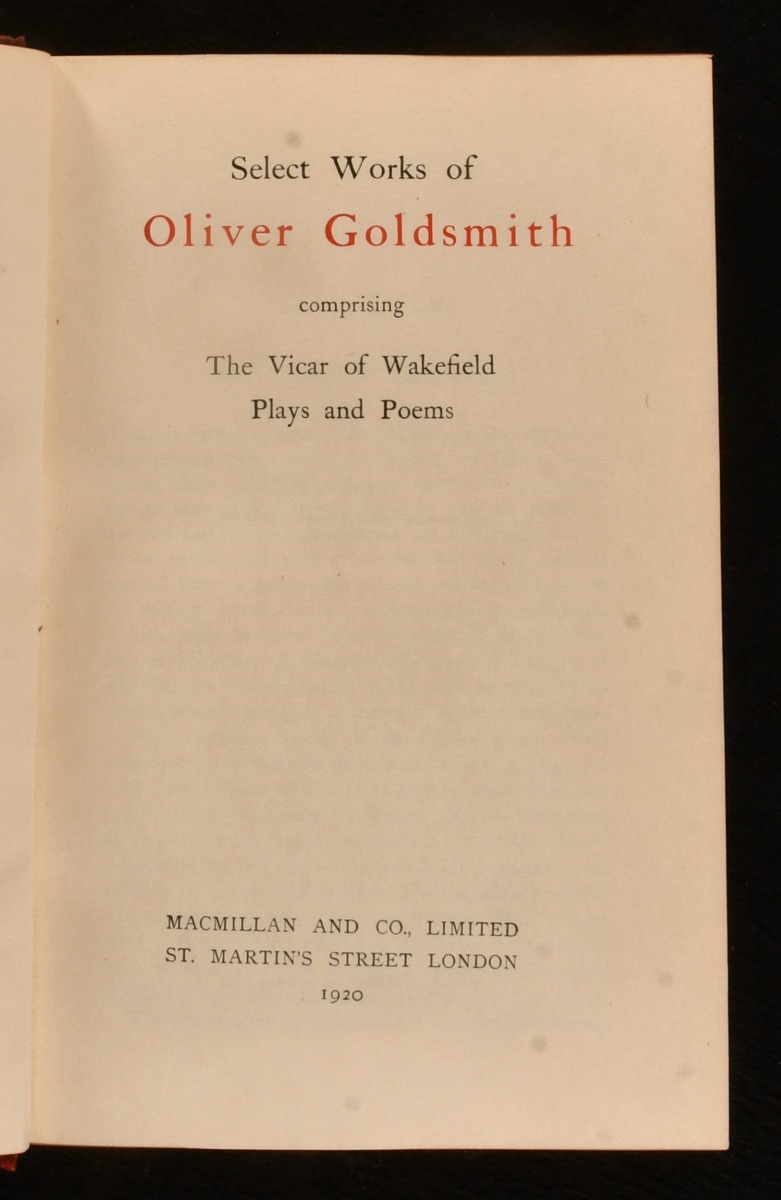 Select Works of
Oliver Goldsmith
comprising
The Vicar of Wakefield
Plays and Poems
MACMILLAN AND CO., LIMITED
ST. MARTIN'S STREET LONDON
1920